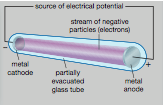 source of electrical potential
stream of negative
particles (electrons)
– +
metal
cathode
partially
evacuated
glass tube
metal
anode